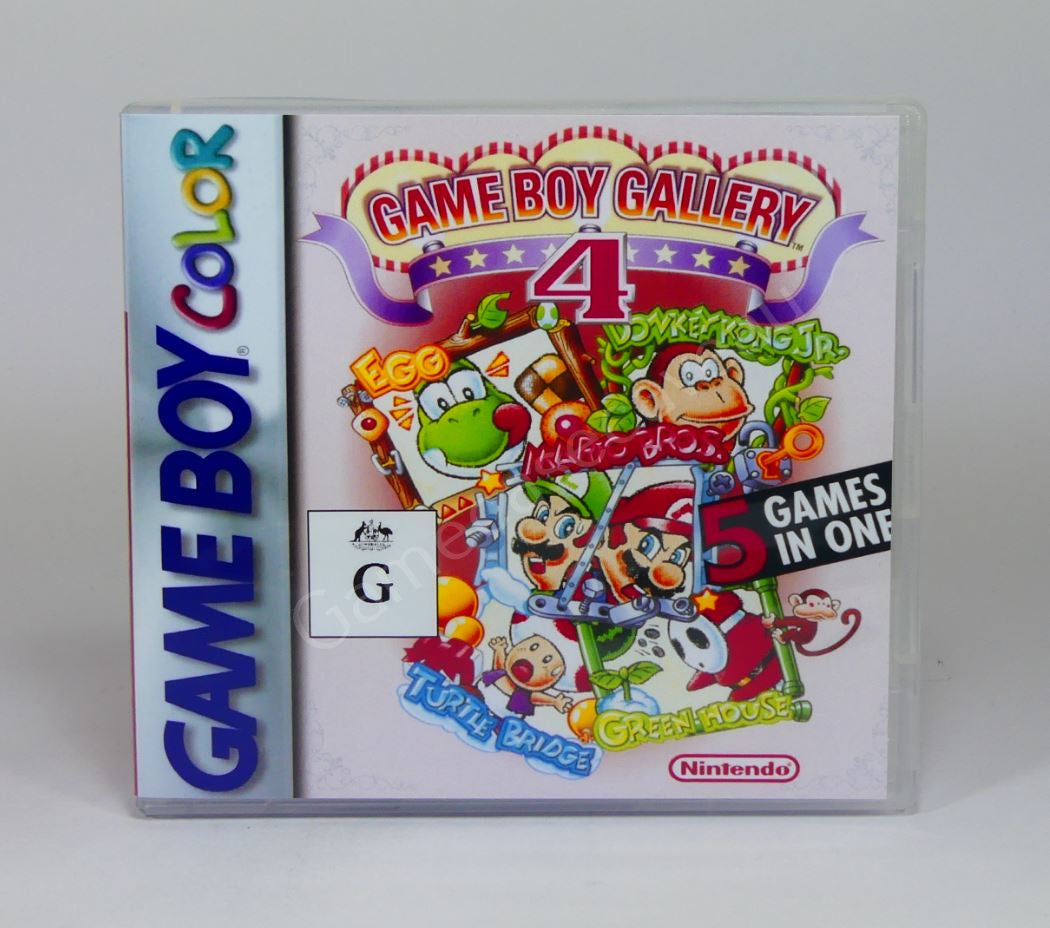 GAME BOY COLOR
GAME BOY GALLERY™
4
EGG
DONKEY KONG JR.
MARIO BROS.
5 GAMES
IN ONE
G
TURTLE BRIDGE
GREEN HOUSE
Nintendo®